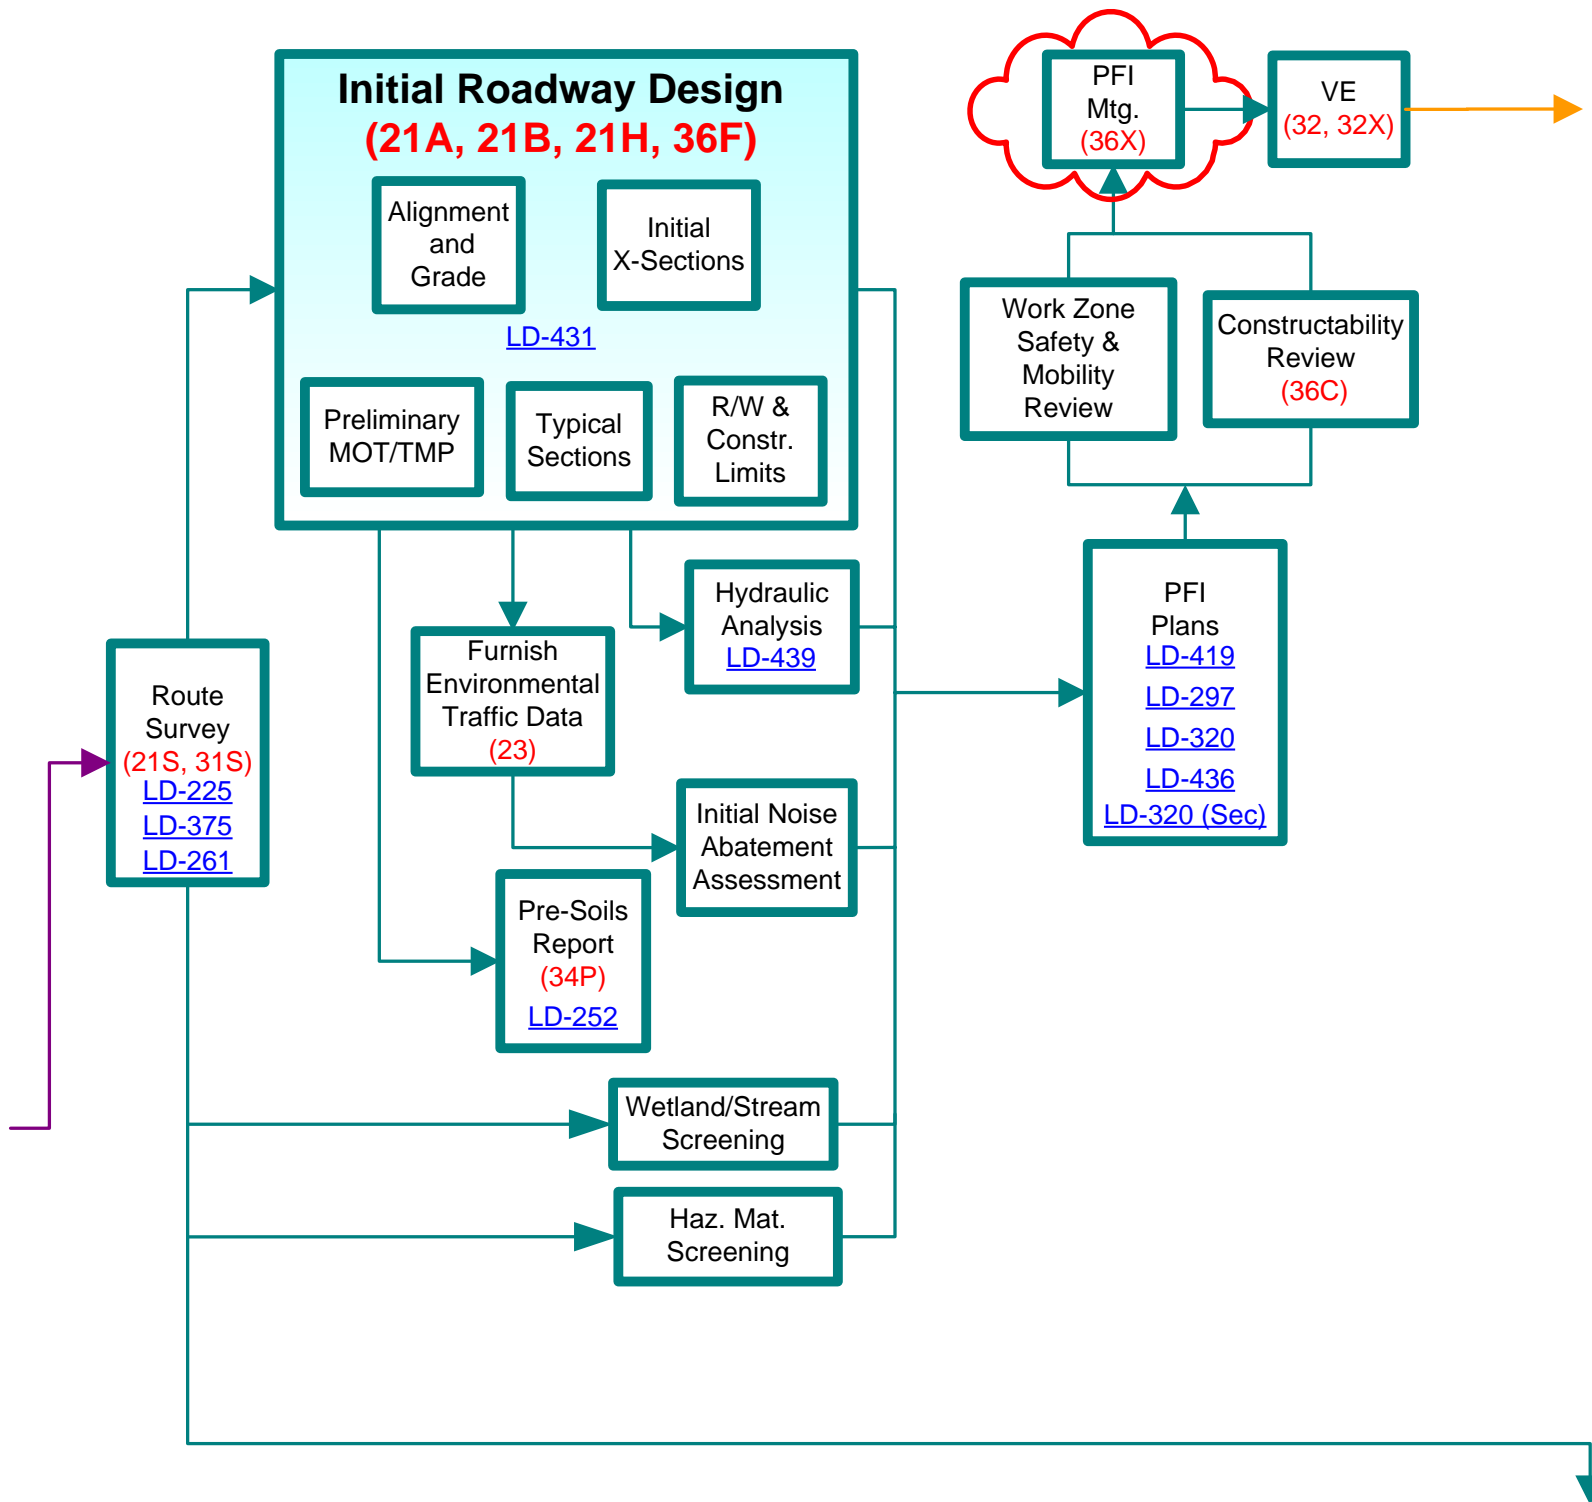 Initial Roadway Design
(21A, 21B, 21H, 36F)
Alignment
and
Grade
Initial
X-Sections
LD-431
Preliminary
MOT/TMP
Typical
Sections
R/W &
Constr.
Limits
PFI
Mtg.
(36X)
VE
(32, 32X)
Work Zone
Safety &
Mobility
Review
Constructability
Review
(36C)
Hydraulic
Analysis
LD-439
Furnish
Environmental
Traffic Data
(23)
PFI
Plans
LD-419
LD-297
LD-320
LD-436
LD-320 (Sec)
Route
Survey
(21S, 31S)
LD-225
LD-375
LD-261
Initial Noise
Abatement
Assessment
Pre-Soils
Report
(34P)
LD-252
Wetland/Stream
Screening
Haz. Mat.
Screening